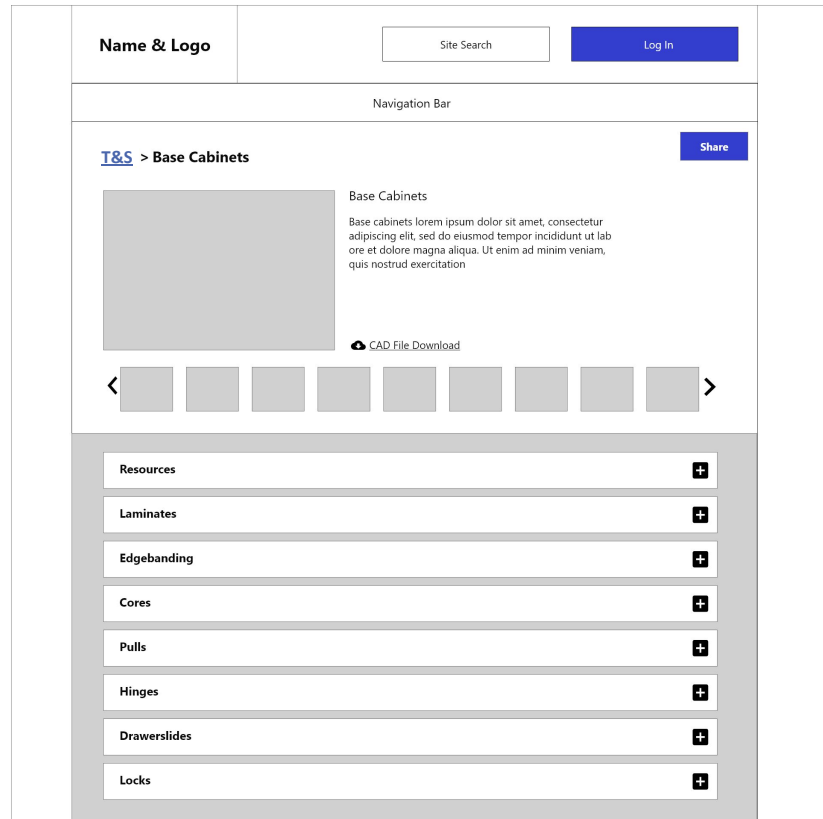 Name & Logo
Site Search
Log In
Navigation Bar
Share
T&S > Base Cabinets
Base Cabinets
Base cabinets lorem ipsum dolor sit amet, consectetur
adipiscing elit, sed do eiusmod tempor incididunt ut lab
ore et dolore magna aliqua. Ut enim ad minim veniam,
quis nostrud exercitation
CAD File Download
Resources
Laminates
Edgebanding
Cores
Pulls
Hinges
Drawerslides
Locks